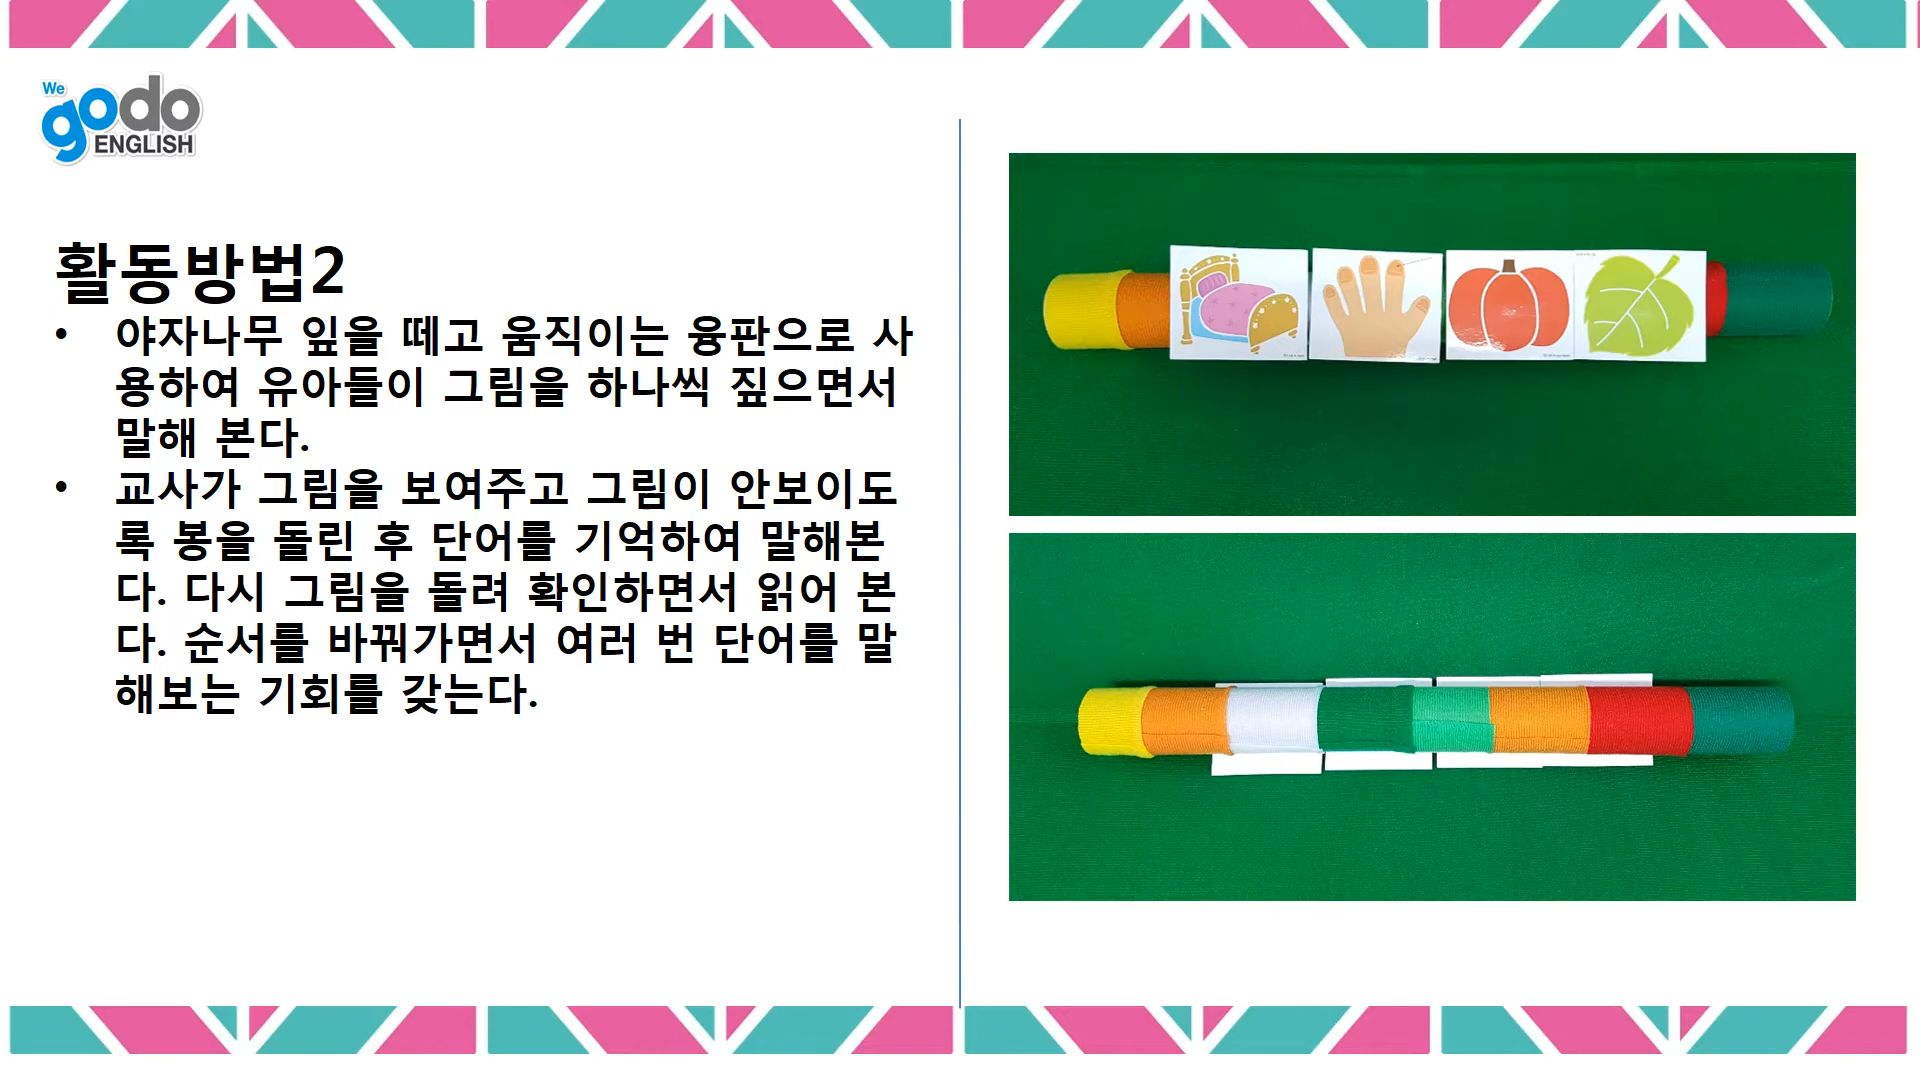 We
godo
ENGLISH
활동방법2
• 야자나무 잎을 떼고 움직이는 융판으로 사
용하여 유아들이 그림을 하나씩 짚으면서
말해 본다.
• 교사가 그림을 보여주고 그림이 안보이도
록 봉을 돌린 후 단어를 기억하여 말해본
다. 다시 그림을 돌려 확인하면서 읽어 본
다. 순서를 바꿔가면서 여러 번 단어를 말
해보는 기회를 갖는다.